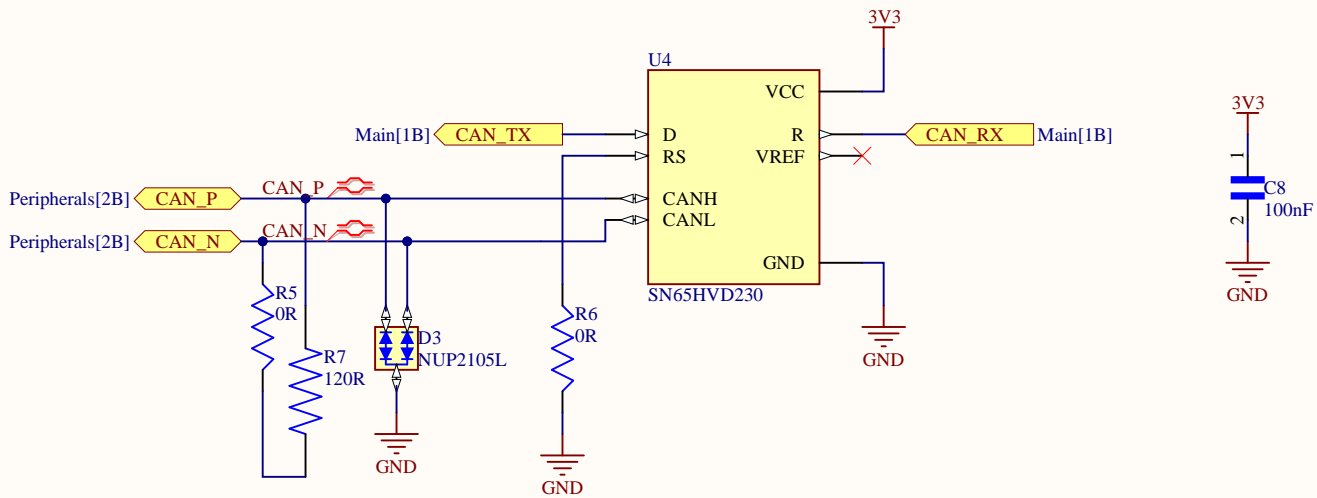 3V3
U4
VCC
3V3
Main[1B] CAN_TX D R CAN_RX Main[1B]
RS VREF
1
C8
100nF
2
Peripherals[2B] CAN_P CAN_P CANH
Peripherals[2B] CAN_N CAN_N CANL
GND
GND
SN65HVD230
R5
0R
R6
0R
D3
NUP2105L
R7
120R
GND
GND
GND